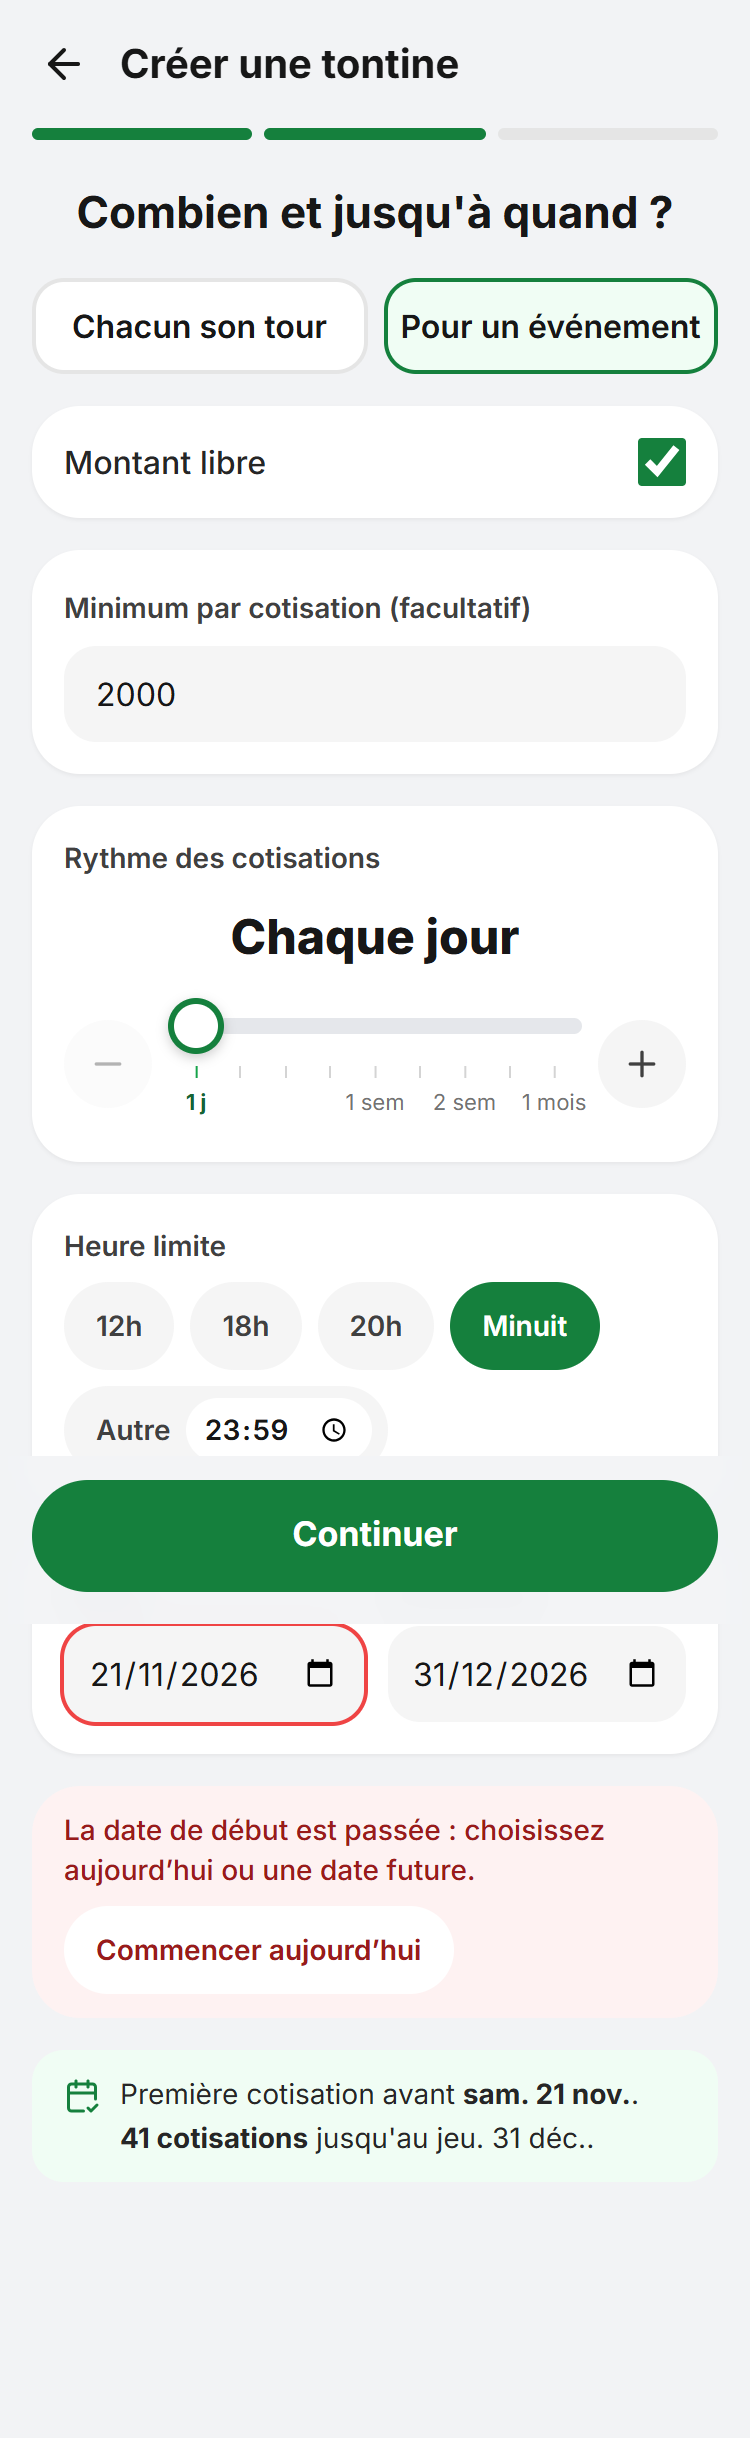 Créer une tontine
Combien et jusqu'à quand ?
Chacun son tour
Pour un événement
Montant libre
Minimum par cotisation (facultatif)
2000
Rythme des cotisations
Chaque jour
1 j
1 sem
2 sem
1 mois
Heure limite
12h
18h
20h
Minuit
Autre
23:59
Continuer
21/11/2026
31/12/2026
La date de début est passée : choisissez
aujourd’hui ou une date future.
Commencer aujourd’hui
Première cotisation avant sam. 21 nov..
41 cotisations jusqu'au jeu. 31 déc..